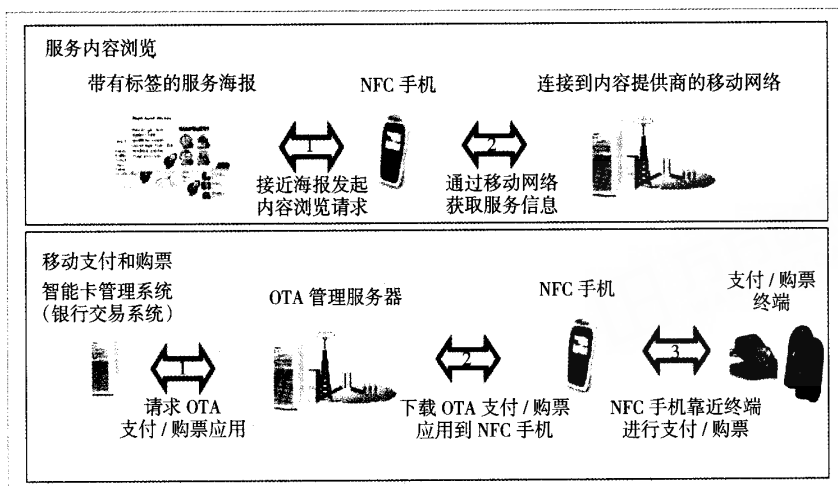 服务内容浏览
带有标签的服务海报
NFC 手机
连接到内容提供商的移动网络
1
2
接近海报发起
内容浏览请求
通过移动网络
获取服务信息
移动支付和购票
智能卡管理系统
（银行交易系统）
OTA 管理服务器
NFC 手机
支付 / 购票
终端
1
2
3
请求 OTA
支付 / 购票应用
下载 OTA 支付 / 购票
应用到 NFC 手机
NFC 手机靠近终端
进行支付 / 购票